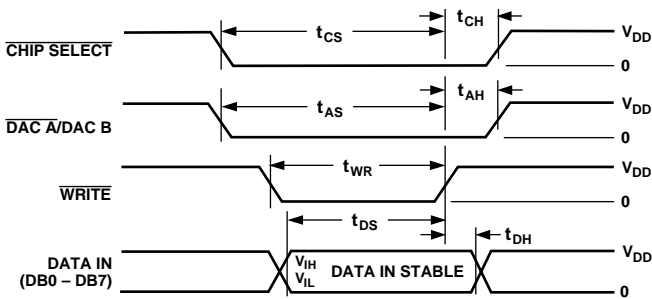 CHIP SELECT
tCS
tCH
VDD
0
DAC A/DAC B
tAS
tAH
VDD
0
WRITE
tWR
VDD
0
tDS
tDH
DATA IN
(DB0 – DB7)
VIH
VIL
DATA IN STABLE
VDD
0